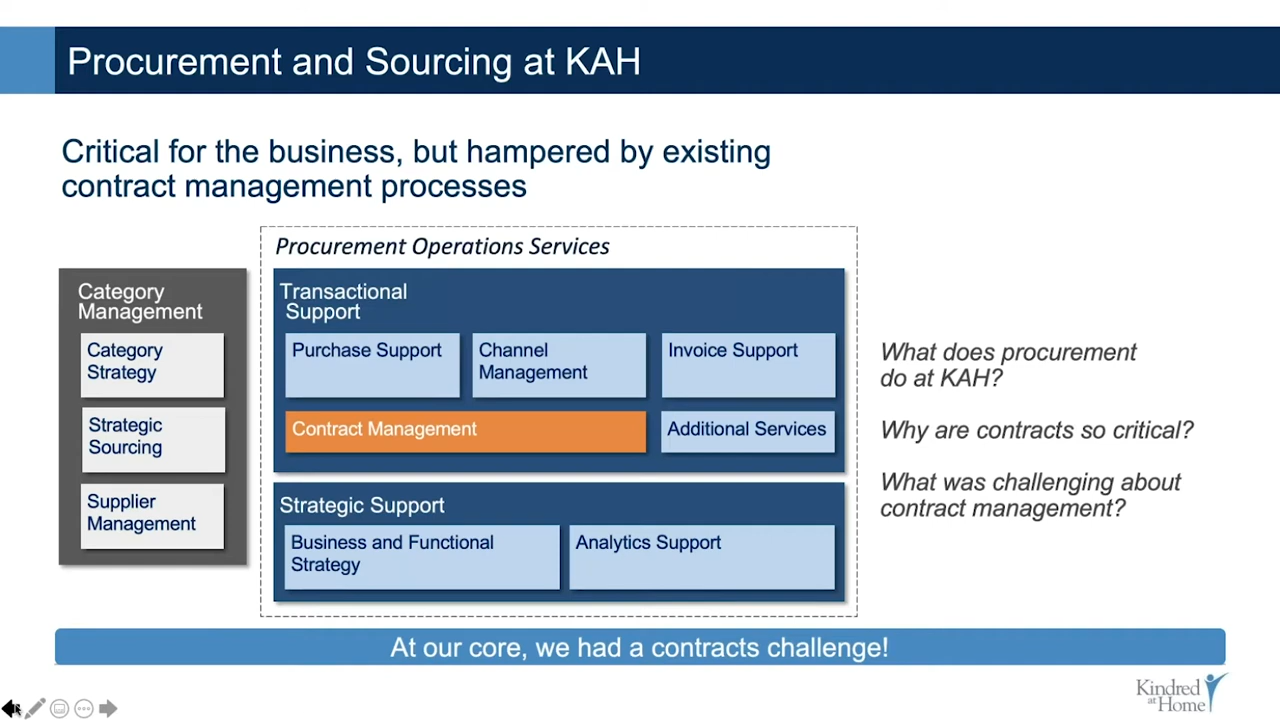 Procurement and Sourcing at KAH
Critical for the business, but hampered by existing
contract management processes
Procurement Operations Services
Category
Management
Category
Strategy
Strategic
Sourcing
Supplier
Management
Transactional
Support
Purchase Support
Channel
Management
Invoice Support
Contract Management
Additional Services
Strategic Support
Business and Functional
Strategy
Analytics Support
What does procurement
do at KAH?
Why are contracts so critical?
What was challenging about
contract management?
At our core, we had a contracts challenge!
Kindred
at Home